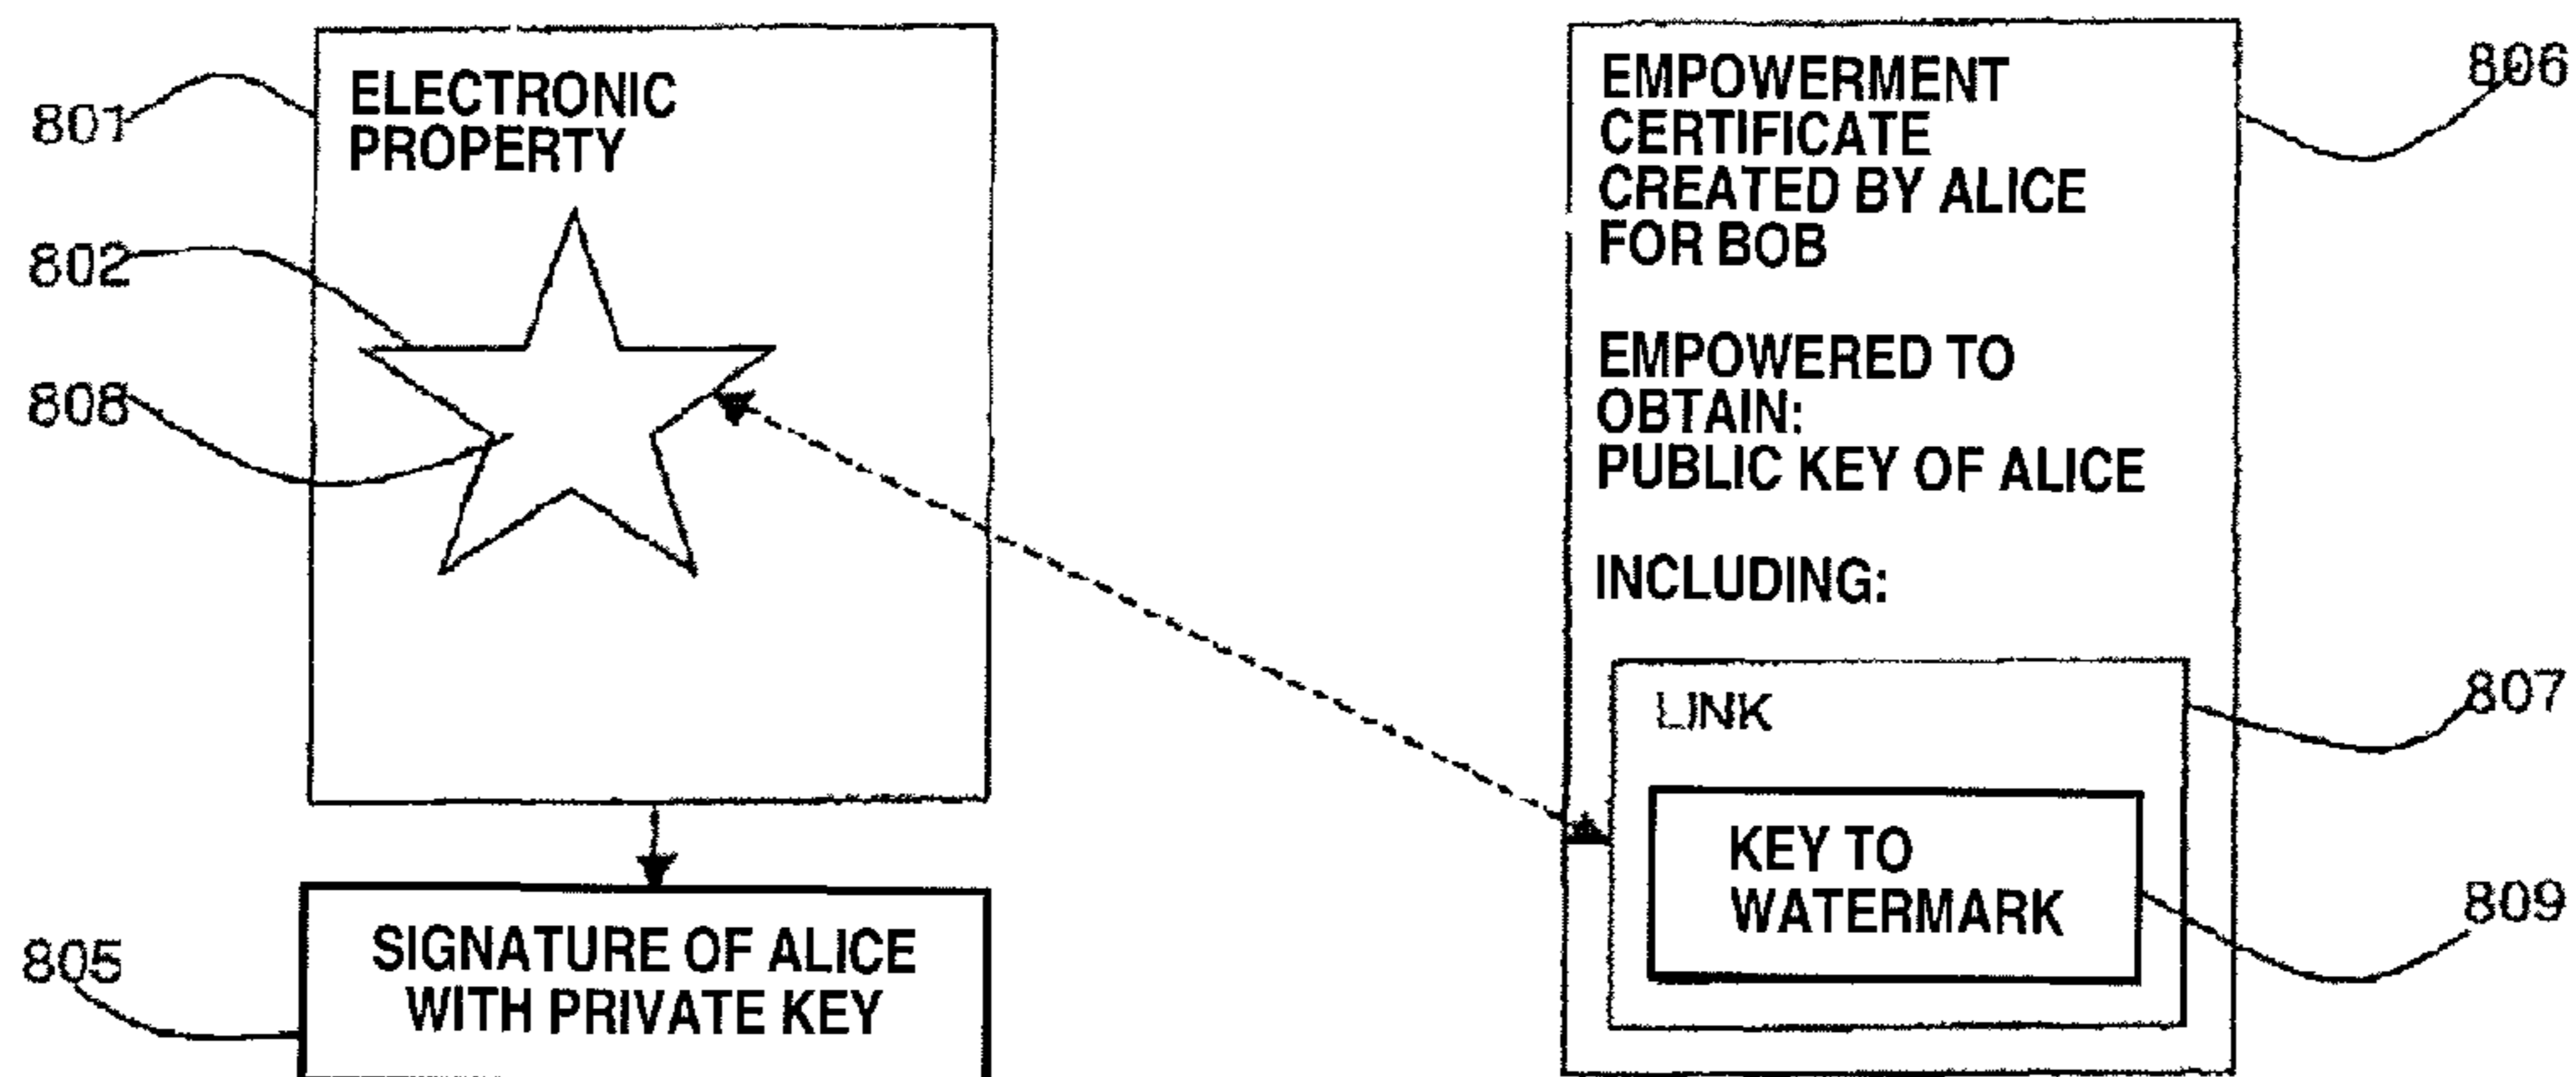 801
ELECTRONIC
PROPERTY
802
808
805
SIGNATURE OF ALICE
WITH PRIVATE KEY
806
EMPOWERMENT
CERTIFICATE
CREATED BY ALICE
FOR BOB
EMPOWERED TO
OBTAIN:
PUBLIC KEY OF ALICE
INCLUDING:
807
LINK
KEY TO
WATERMARK
809